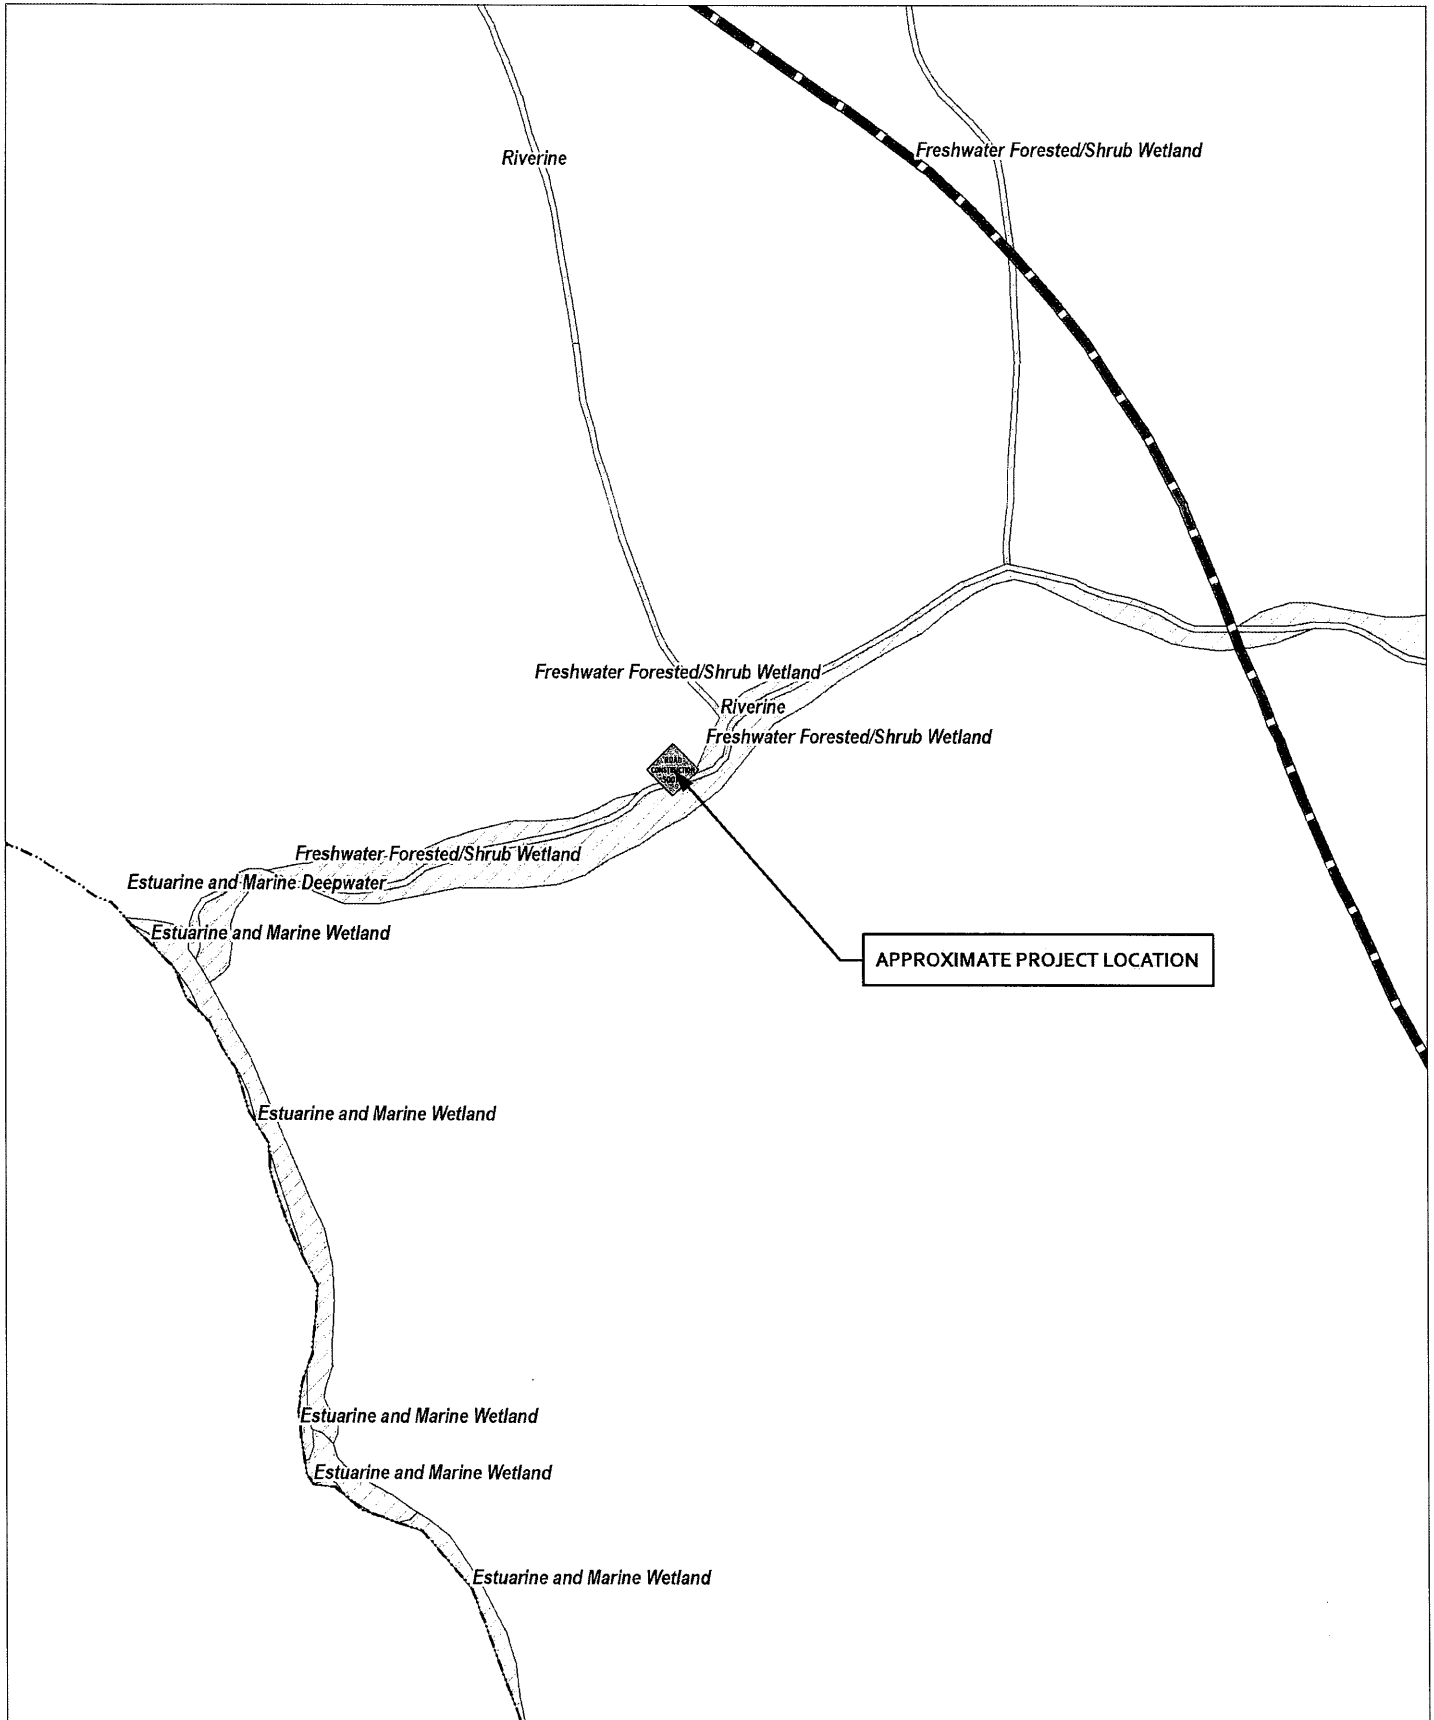 Freshwater Forested/Shrub Wetland
Riverine
Freshwater Forested/Shrub Wetland
Riverine
Freshwater Forested/Shrub Wetland
ROAD
CONSTRUCTION
Freshwater Forested/Shrub Wetland
Estuarine and Marine Deepwater
Estuarine and Marine Wetland
APPROXIMATE PROJECT LOCATION
Estuarine and Marine Wetland
Estuarine and Marine Wetland
Estuarine and Marine Wetland
Estuarine and Marine Wetland